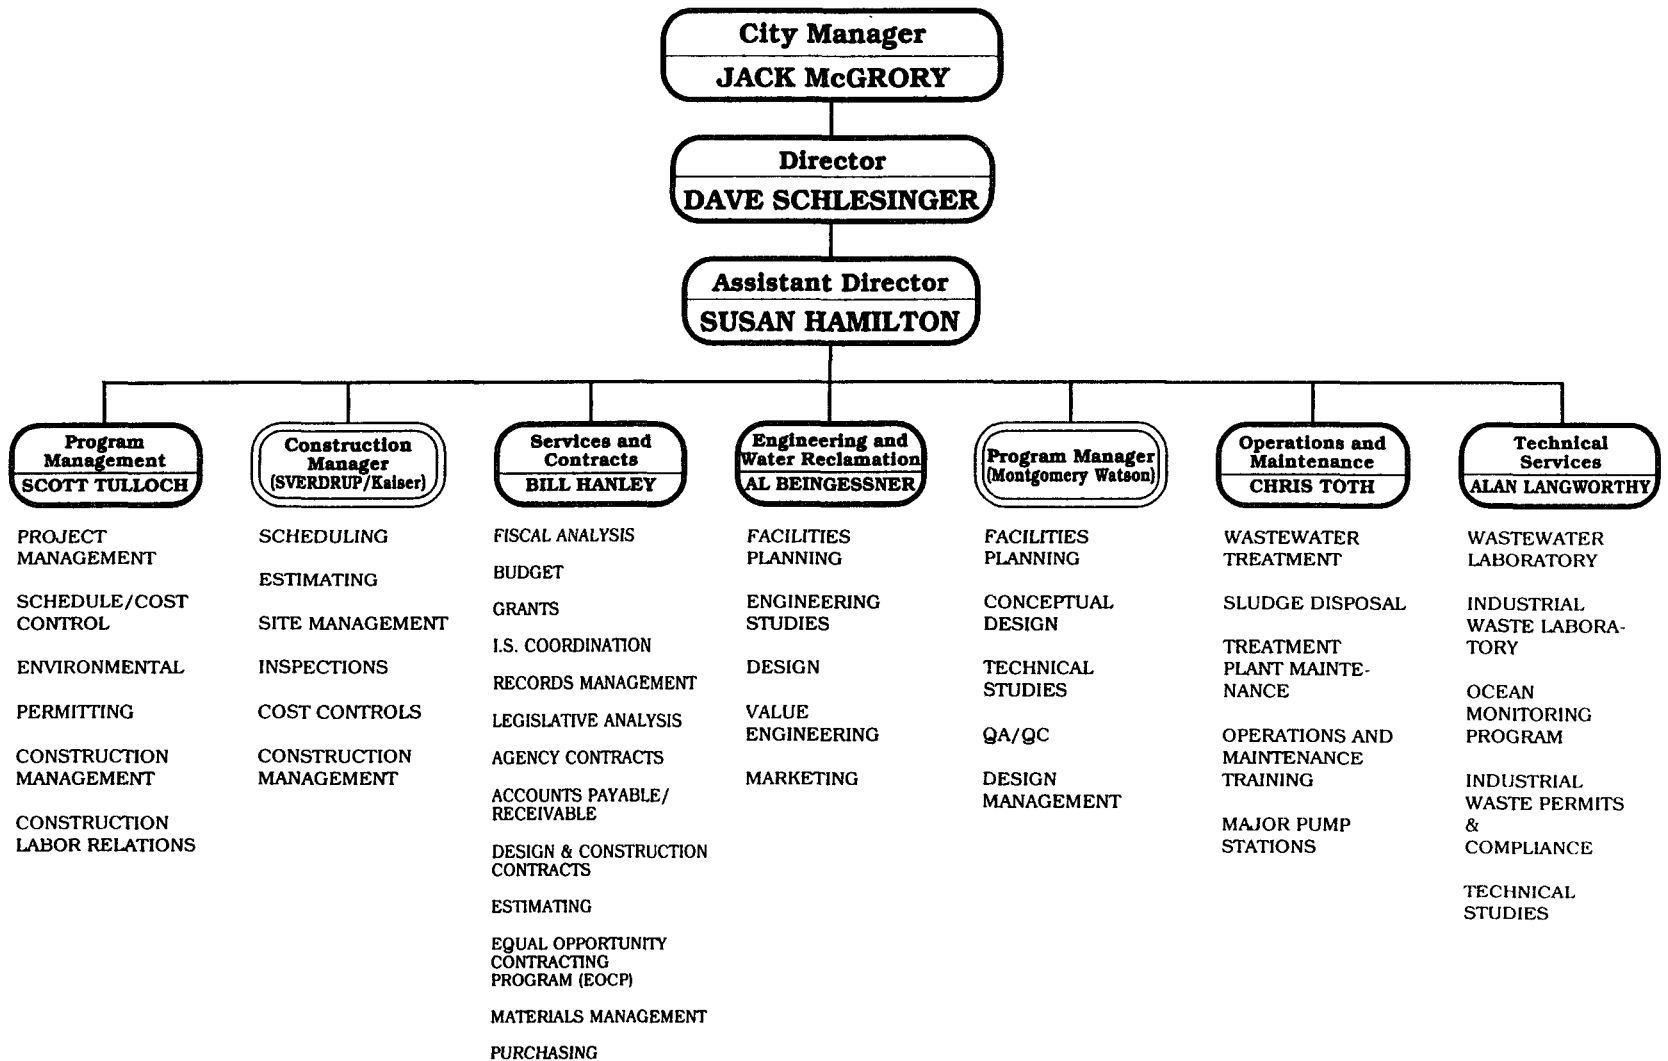 City Manager
JACK McGRORY
Director
DAVE SCHLESINGER
Assistant Director
SUSAN HAMILTON
Program
Management
SCOTT TULLOCH
PROJECT
MANAGEMENT
SCHEDULE/COST
CONTROL
ENVIRONMENTAL
PERMITTING
CONSTRUCTION
MANAGEMENT
CONSTRUCTION
LABOR RELATIONS
Construction
Manager
(SVERDRUP/Kaiser)
SCHEDULING
ESTIMATING
SITE MANAGEMENT
INSPECTIONS
COST CONTROLS
CONSTRUCTION
MANAGEMENT
Services and
Contracts
BILL HANLEY
FISCAL ANALYSIS
BUDGET
GRANTS
I.S. COORDINATION
RECORDS MANAGEMENT
LEGISLATIVE ANALYSIS
AGENCY CONTRACTS
ACCOUNTS PAYABLE/
RECEIVABLE
DESIGN & CONSTRUCTION
CONTRACTS
ESTIMATING
EQUAL OPPORTUNITY
CONTRACTING
PROGRAM (EOCP)
MATERIALS MANAGEMENT
PURCHASING
Engineering and
Water Reclamation
AL BEINGESSNER
FACILITIES
PLANNING
ENGINEERING
STUDIES
DESIGN
VALUE
ENGINEERING
MARKETING
Program Manager
(Montgomery Watson)
FACILITIES
PLANNING
CONCEPTUAL
DESIGN
TECHNICAL
STUDIES
QA/QC
DESIGN
MANAGEMENT
Operations and
Maintenance
CHRIS TOTH
WASTEWATER
TREATMENT
SLUDGE DISPOSAL
TREATMENT
PLANT MAINTE-
NANCE
OPERATIONS AND
MAINTENANCE
TRAINING
MAJOR PUMP
STATIONS
Technical
Services
ALAN LANGWORTHY
WASTEWATER
LABORATORY
INDUSTRIAL
WASTE LABORA-
TORY
OCEAN
MONITORING
PROGRAM
INDUSTRIAL
WASTE PERMITS
&
COMPLIANCE
TECHNICAL
STUDIES